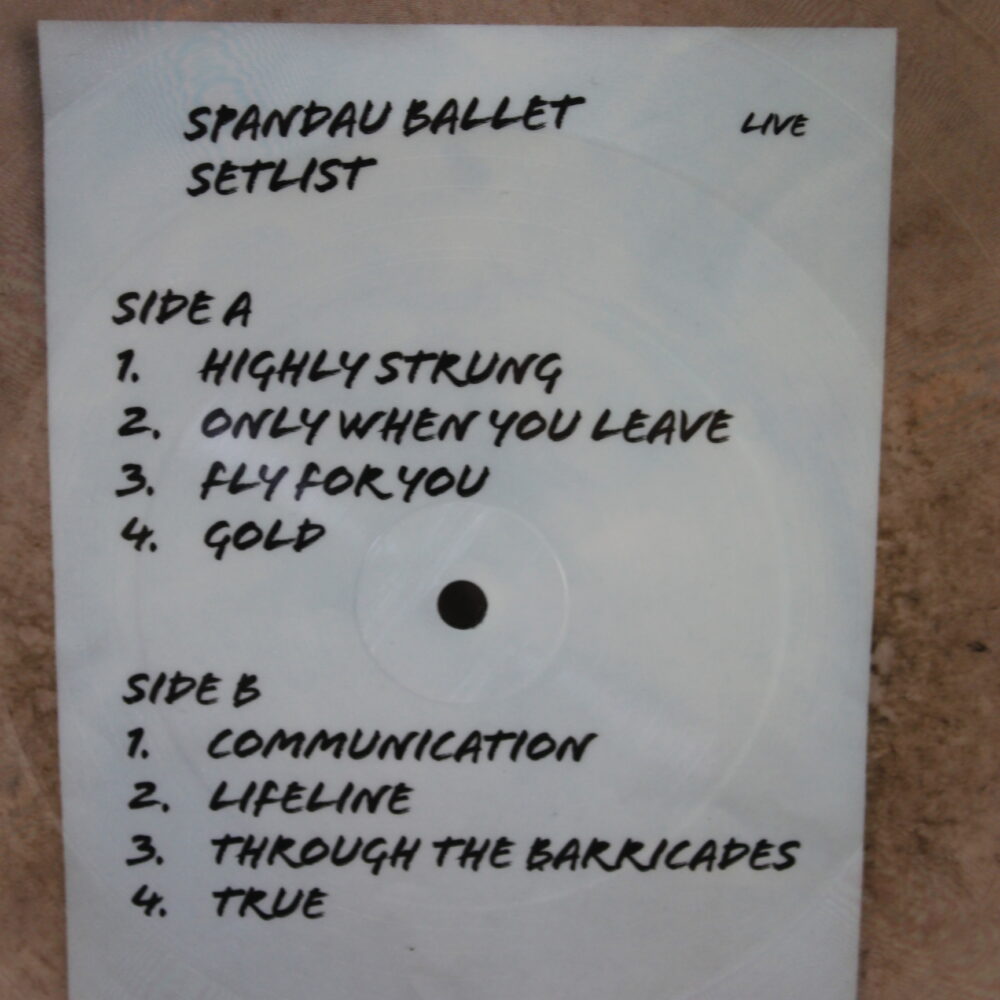 SPANDAU BALLET LIVE
SETLIST
SIDE A
1. HIGHLY STRUNG
2. ONLY WHEN YOU LEAVE
3. FLY FOR YOU
4. GOLD
SIDE B
1. COMMUNICATION
2. LIFELINE
3. THROUGH THE BARRICADES
4. TRUE